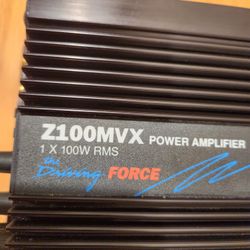 Z100MVX POWER AMPLIFIER
1 X 100W RMS
the Driving FORCE